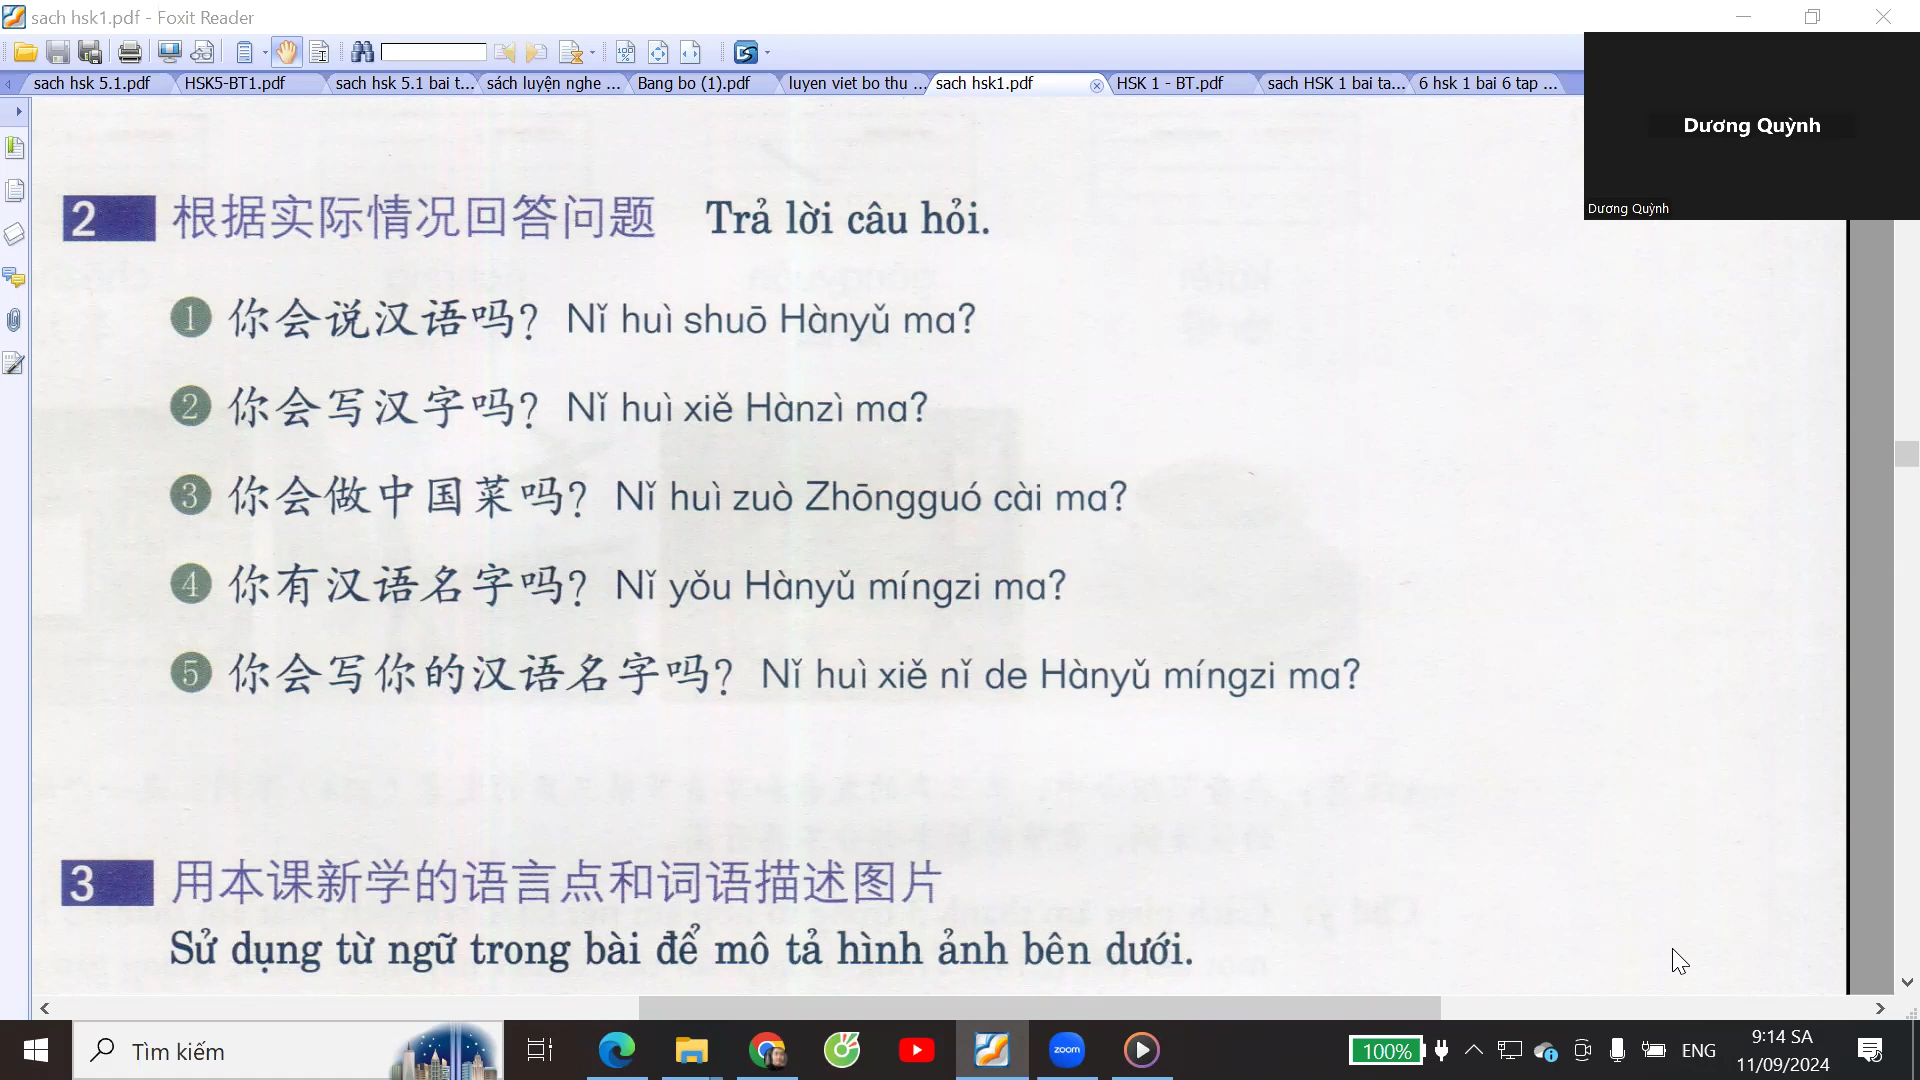 sach hsk1.pdf - Foxit Reader
sach hsk 5.1.pdf
HSK5-BT1.pdf
sach hsk 5.1 bai t...
sách luyện nghe ...
Bang bo (1).pdf
luyen viet bo thu ...
sach hsk1.pdf
HSK 1 - BT.pdf
sach HSK 1 bai ta...
6 hsk 1 bai 6 tap ...
Dương Quỳnh
Dương Quỳnh
2 根据实际情况回答问题 Trả lời câu hỏi.
1 你会说汉语吗? Nǐ huì shuō Hànyǔ ma?
2 你会写汉字吗? Nǐ huì xiě Hànzì ma?
3 你会做中国菜吗? Nǐ huì zuò Zhōngguó cài ma?
4 你有汉语名字吗? Nǐ yǒu Hànyǔ míngzi ma?
5 你会写你的汉语名字吗? Nǐ huì xiě nǐ de Hànyǔ míngzi ma?
3 用本课新学的语言点和词语描述图片
Sử dụng từ ngữ trong bài để mô tả hình ảnh bên dưới.
Tìm kiếm
zoom
100%
ENG
9:14 SA
11/09/2024